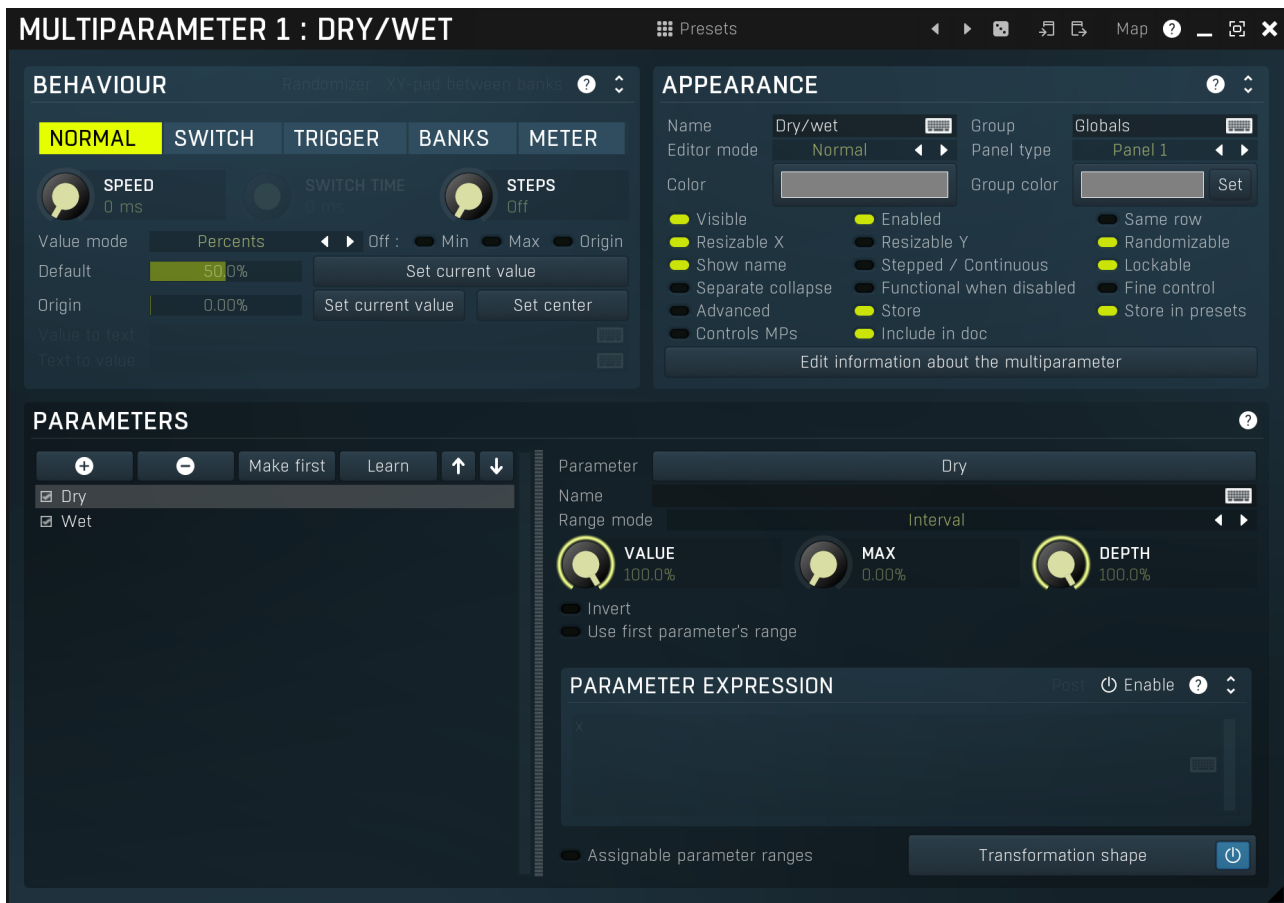 MULTIPARAMETER 1 : DRY/WET Presets Map ?
BEHAVIOUR Randomizer XY-pad between banks ?
NORMAL SWITCH TRIGGER BANKS METER
SPEED SWITCH TIME STEPS
0 ms 0 ms Off
Value mode Percents Off : Min Max Origin
Default 50.0% Set current value
Origin 0.00% Set current value Set center
Value to text
Text to value
APPEARANCE ?
Name Dry/wet Group Globals
Editor mode Normal Panel type Panel 1
Color Group color Set
Visible Enabled Same row
Resizable X Resizable Y Randomizable
Show name Stepped / Continuous Lockable
Separate collapse Functional when disabled Fine control
Advanced Store Store in presets
Controls MPs Include in doc
Edit information about the multiparameter
PARAMETERS ?
Make first Learn
Dry
Wet
Parameter Dry
Name
Range mode Interval
VALUE MAX DEPTH
100.0% 0.00% 100.0%
Invert
Use first parameter's range
PARAMETER EXPRESSION Post Enable ?
x
Assignable parameter ranges Transformation shape